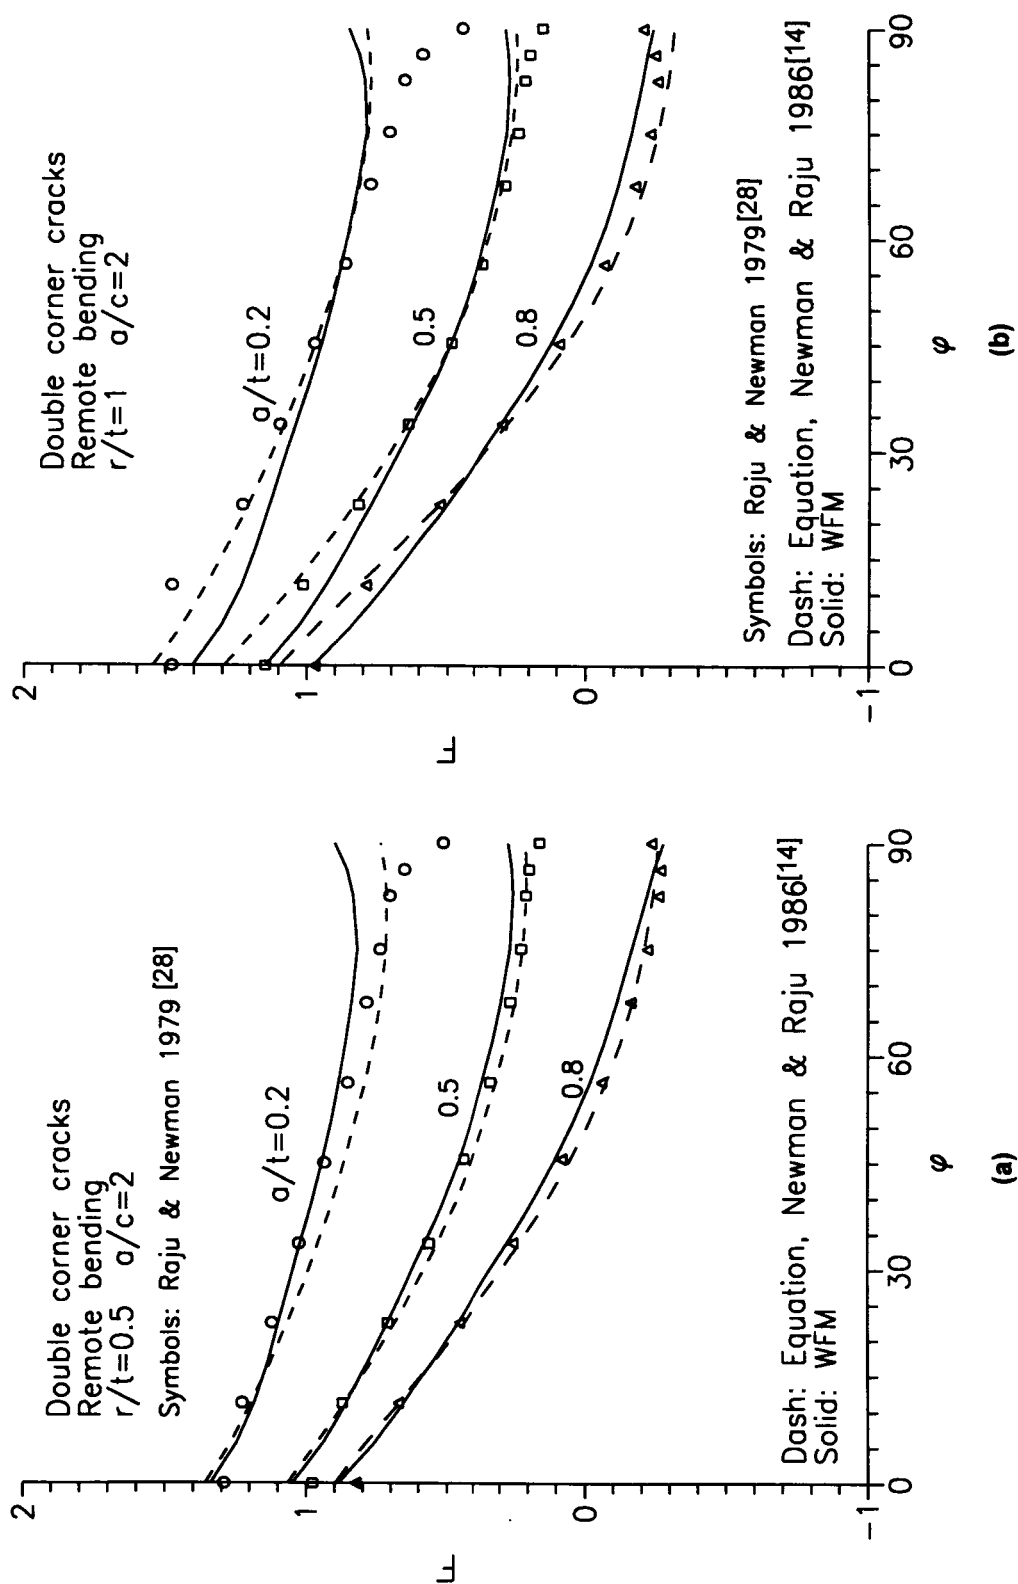 Double corner cracks
Remote bending
r/t=0.5 a/c=2
Symbols: Raju & Newman 1979 [28]
a/t=0.2
0.5
0.8
Dash: Equation, Newman & Raju 1986[14]
Solid: WFM
2
1
0
-1
F
0
30
60
90
φ
(a)
Double corner cracks
Remote bending
r/t=1 a/c=2
a/t=0.2
0.5
0.8
Symbols: Raju & Newman 1979[28]
Dash: Equation, Newman & Raju 1986[14]
Solid: WFM
2
1
0
-1
F
0
30
60
90
φ
(b)